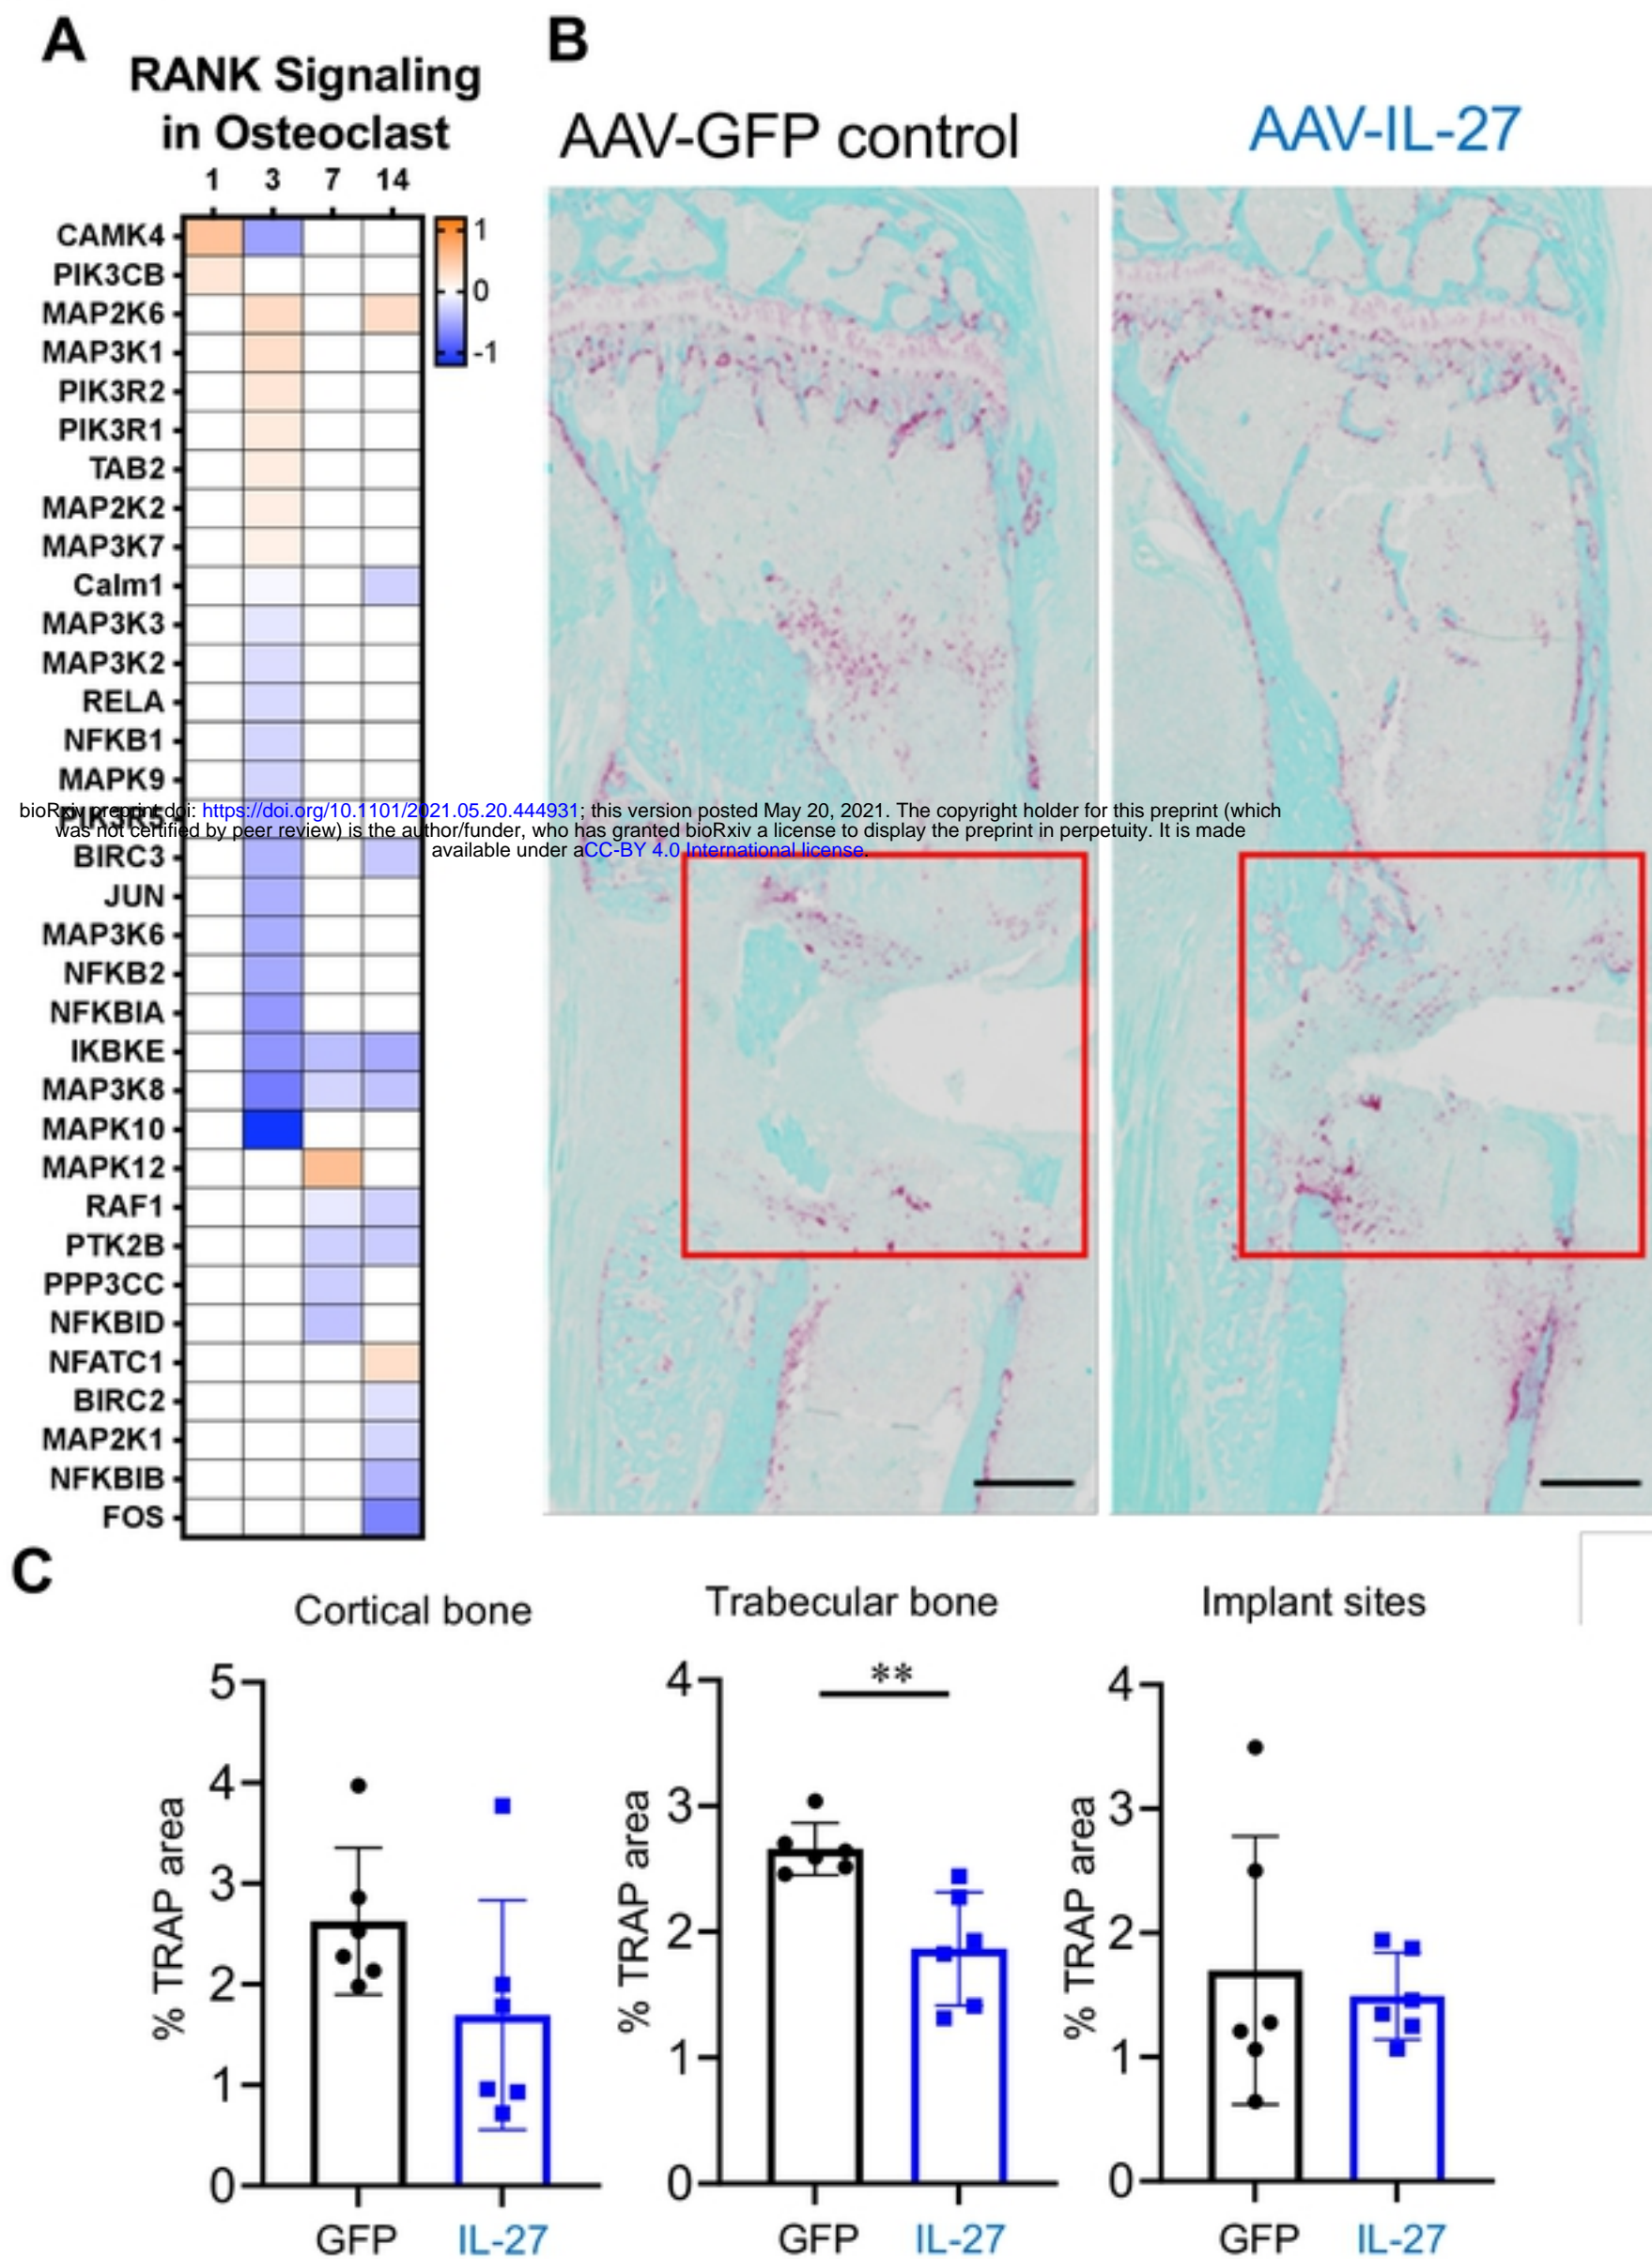 A
B
RANK Signaling
in Osteoclast
AAV-GFP control
AAV-IL-27
1 3 7 14
CAMK4
PIK3CB
MAP2K6
MAP3K1
PIK3R2
PIK3R1
TAB2
MAP2K2
MAP3K7
Calm1
MAP3K3
MAP3K2
RELA
NFKB1
MAPK9
PIK3R5
BIRC3
JUN
MAP3K6
NFKB2
NFKBIA
IKBKE
MAP3K8
MAPK10
MAPK12
RAF1
PTK2B
PPP3CC
NFKBID
NFATC1
BIRC2
MAP2K1
NFKBIB
FOS
1
0
-1
bioRxiv preprint doi: https://doi.org/10.1101/2021.05.20.444931; this version posted May 20, 2021. The copyright holder for this preprint (which
was not certified by peer review) is the author/funder, who has granted bioRxiv a license to display the preprint in perpetuity. It is made
available under aCC-BY 4.0 International license.
C
Cortical bone
% TRAP area
5
4
3
2
1
0
GFP IL-27
Trabecular bone
% TRAP area
4
3
2
1
0
**
GFP IL-27
Implant sites
% TRAP area
4
3
2
1
0
GFP IL-27